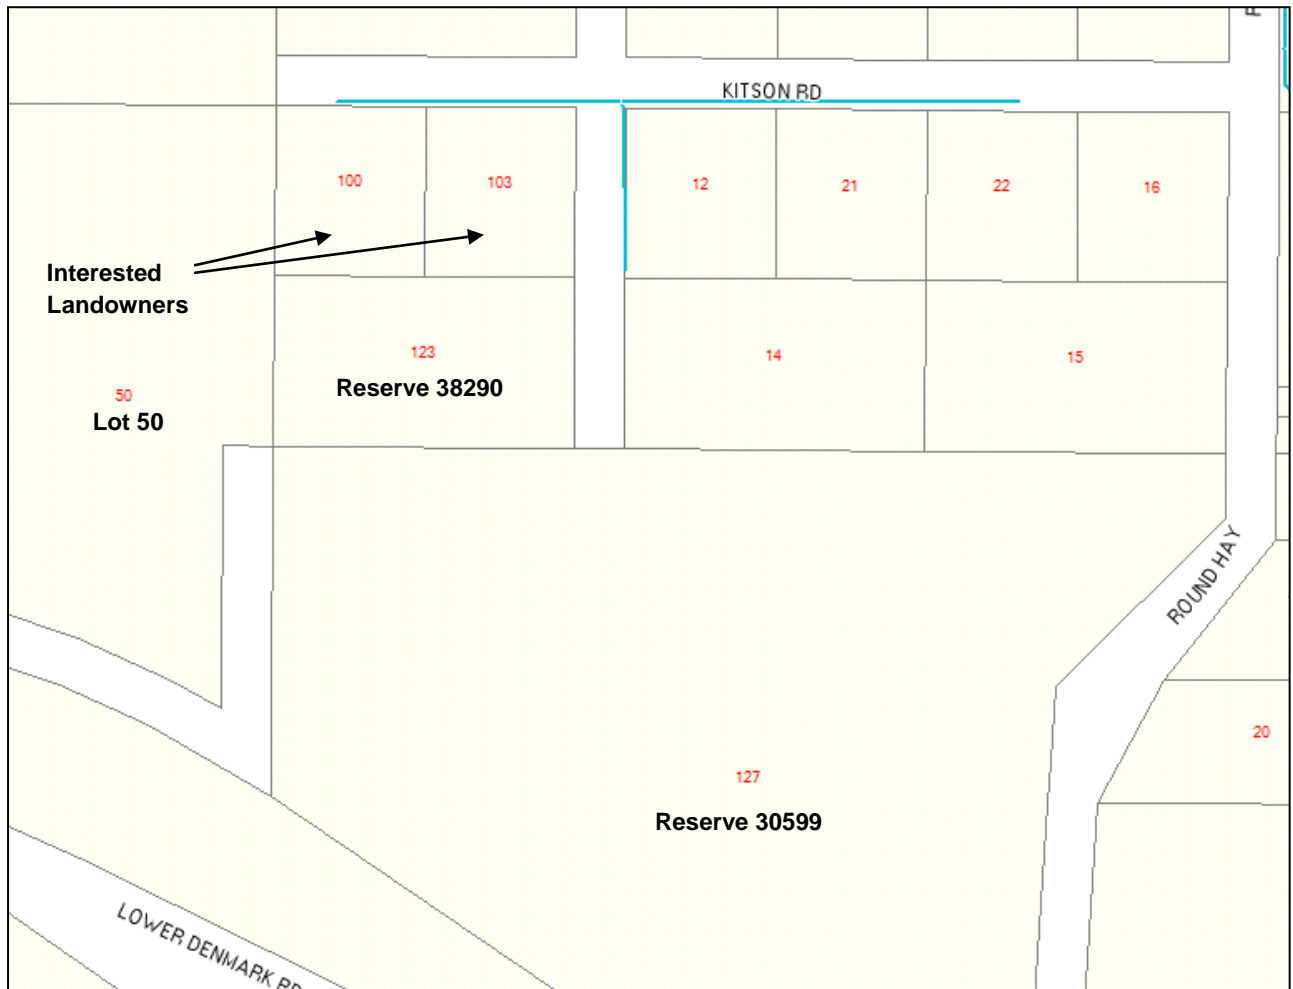 KITSON RD
100
103
12
21
22
16
Interested
Landowners
123
14
15
Reserve 38290
50
Lot 50
ROUND HAY
20
127
Reserve 30599
LOWER DENMARK RD